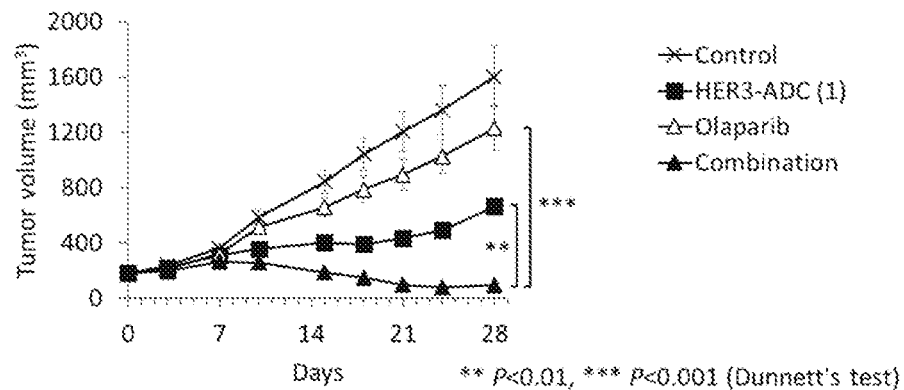 Tumor volume (mm³)
2000
1600
1200
800
400
0
0 7 14 21 28
Days
Control
HER3-ADC (1)
Olaparib
Combination
**
***
** P<0.01, *** P<0.001 (Dunnett's test)